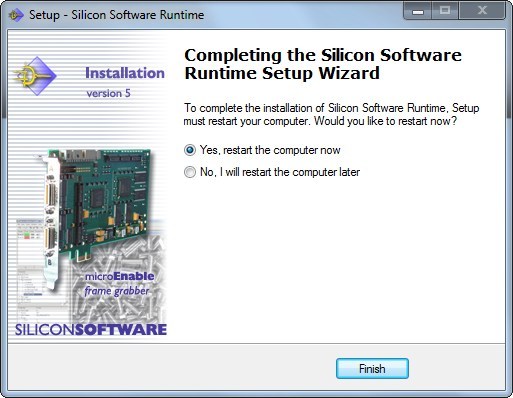 Setup - Silicon Software Runtime
Installation
version 5
microEnable
frame grabber
SILICONSOFTWARE
Completing the Silicon Software
Runtime Setup Wizard
To complete the installation of Silicon Software Runtime, Setup
must restart your computer. Would you like to restart now?
Yes, restart the computer now
No, I will restart the computer later
Finish